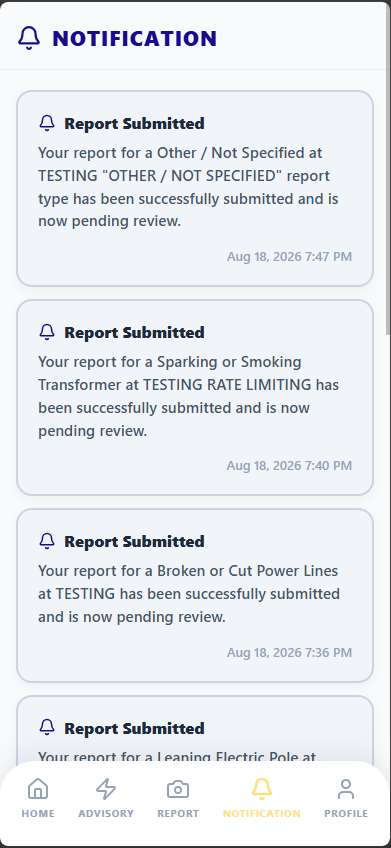 NOTIFICATION
Report Submitted
Your report for a Other / Not Specified at
TESTING "OTHER / NOT SPECIFIED" report
type has been successfully submitted and is
now pending review.
Aug 18, 2026 7:47 PM
Report Submitted
Your report for a Sparking or Smoking
Transformer at TESTING RATE LIMITING has
been successfully submitted and is now
pending review.
Aug 18, 2026 7:40 PM
Report Submitted
Your report for a Broken or Cut Power Lines
at TESTING has been successfully submitted
and is now pending review.
Aug 18, 2026 7:36 PM
Report Submitted
Your report for a Leaning Electric Pole at
HOME
ADVISORY
REPORT
NOTIFICATION
PROFILE